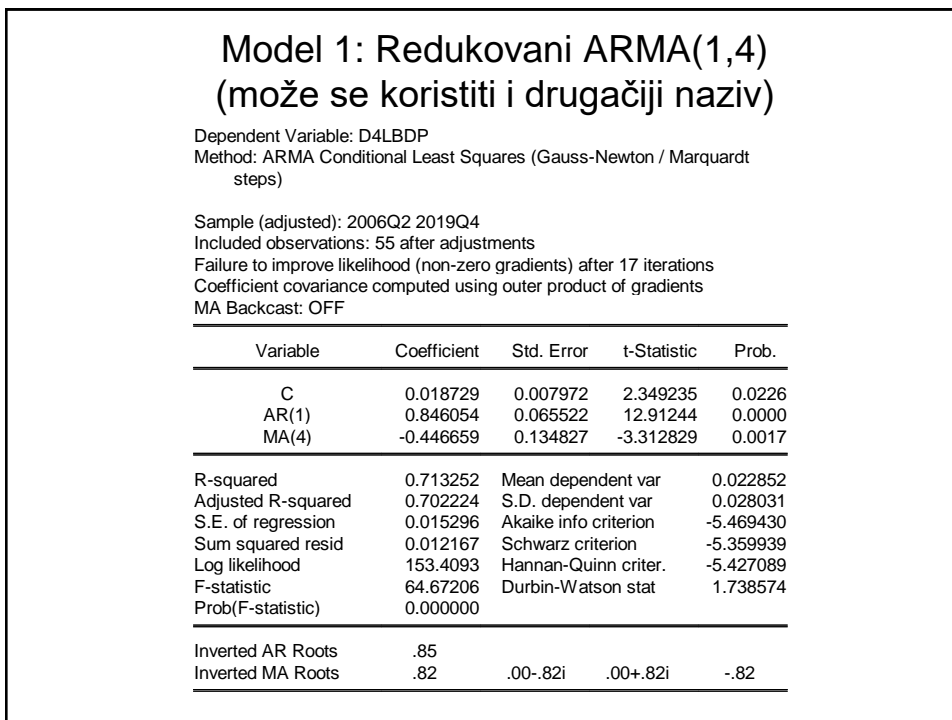 Model 1: Redukovani ARMA(1,4)
(može se koristiti i drugačiji naziv)
Dependent Variable: D4LBDP
Method: ARMA Conditional Least Squares (Gauss-Newton / Marquardt
steps)
Sample (adjusted): 2006Q2 2019Q4
Included observations: 55 after adjustments
Failure to improve likelihood (non-zero gradients) after 17 iterations
Coefficient covariance computed using outer product of gradients
MA Backcast: OFF
Variable Coefficient Std. Error t-Statistic Prob.
C 0.018729 0.007972 2.349235 0.0226
AR(1) 0.846054 0.065522 12.91244 0.0000
MA(4) -0.446659 0.134827 -3.312829 0.0017
R-squared 0.713252 Mean dependent var 0.022852
Adjusted R-squared 0.702224 S.D. dependent var 0.028031
S.E. of regression 0.015296 Akaike info criterion -5.469430
Sum squared resid 0.012167 Schwarz criterion -5.359939
Log likelihood 153.4093 Hannan-Quinn criter. -5.427089
F-statistic 64.67206 Durbin-Watson stat 1.738574
Prob(F-statistic) 0.000000
Inverted AR Roots .85
Inverted MA Roots .82 .00-.82i .00+.82i -.82